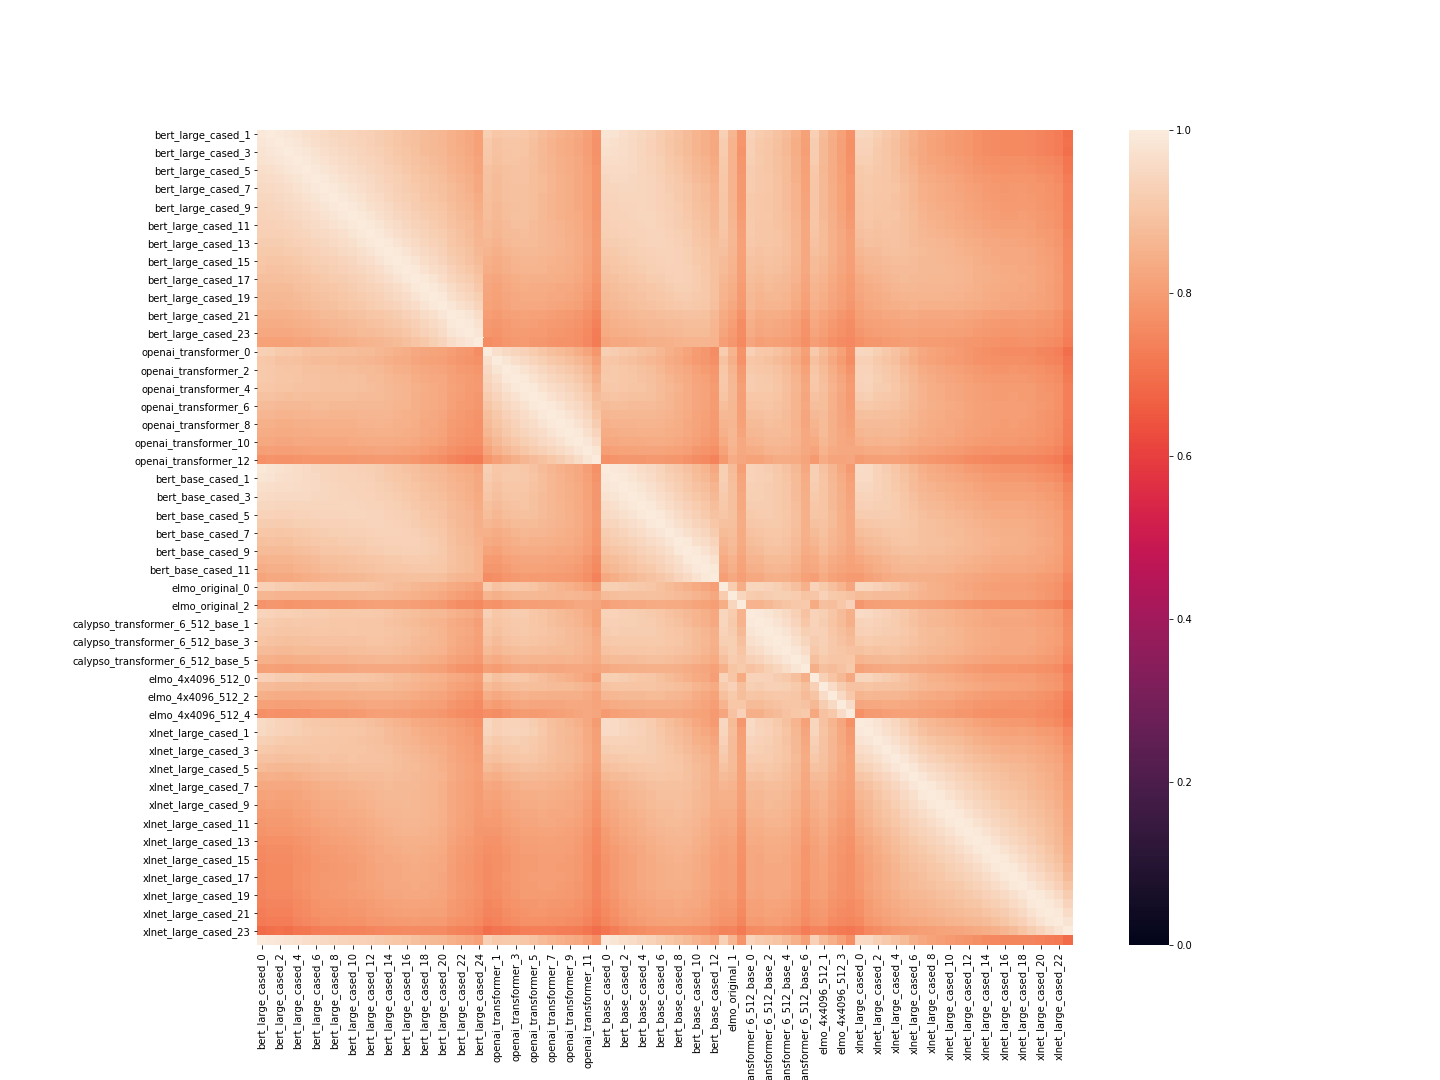 bert_large_cased_1
bert_large_cased_3
bert_large_cased_5
bert_large_cased_7
bert_large_cased_9
bert_large_cased_11
bert_large_cased_13
bert_large_cased_15
bert_large_cased_17
bert_large_cased_19
bert_large_cased_21
bert_large_cased_23
openai_transformer_0
openai_transformer_2
openai_transformer_4
openai_transformer_6
openai_transformer_8
openai_transformer_10
openai_transformer_12
bert_base_cased_1
bert_base_cased_3
bert_base_cased_5
bert_base_cased_7
bert_base_cased_9
bert_base_cased_11
elmo_original_0
elmo_original_2
calypso_transformer_6_512_base_1
calypso_transformer_6_512_base_3
calypso_transformer_6_512_base_5
elmo_4x4096_512_0
elmo_4x4096_512_2
elmo_4x4096_512_4
xlnet_large_cased_1
xlnet_large_cased_3
xlnet_large_cased_5
xlnet_large_cased_7
xlnet_large_cased_9
xlnet_large_cased_11
xlnet_large_cased_13
xlnet_large_cased_15
xlnet_large_cased_17
xlnet_large_cased_19
xlnet_large_cased_21
xlnet_large_cased_23
bert_large_cased_0
bert_large_cased_2
bert_large_cased_4
bert_large_cased_6
bert_large_cased_8
bert_large_cased_10
bert_large_cased_12
bert_large_cased_14
bert_large_cased_16
bert_large_cased_18
bert_large_cased_20
bert_large_cased_22
bert_large_cased_24
openai_transformer_1
openai_transformer_3
openai_transformer_5
openai_transformer_7
openai_transformer_9
openai_transformer_11
bert_base_cased_0
bert_base_cased_2
bert_base_cased_4
bert_base_cased_6
bert_base_cased_8
bert_base_cased_10
bert_base_cased_12
elmo_original_1
ansformer_6_512_base_0
ansformer_6_512_base_2
ansformer_6_512_base_4
ansformer_6_512_base_6
elmo_4x4096_512_1
elmo_4x4096_512_3
xlnet_large_cased_0
xlnet_large_cased_2
xlnet_large_cased_4
xlnet_large_cased_6
xlnet_large_cased_8
xlnet_large_cased_10
xlnet_large_cased_12
xlnet_large_cased_14
xlnet_large_cased_16
xlnet_large_cased_18
xlnet_large_cased_20
xlnet_large_cased_22
1.0
0.8
0.6
0.4
0.2
0.0